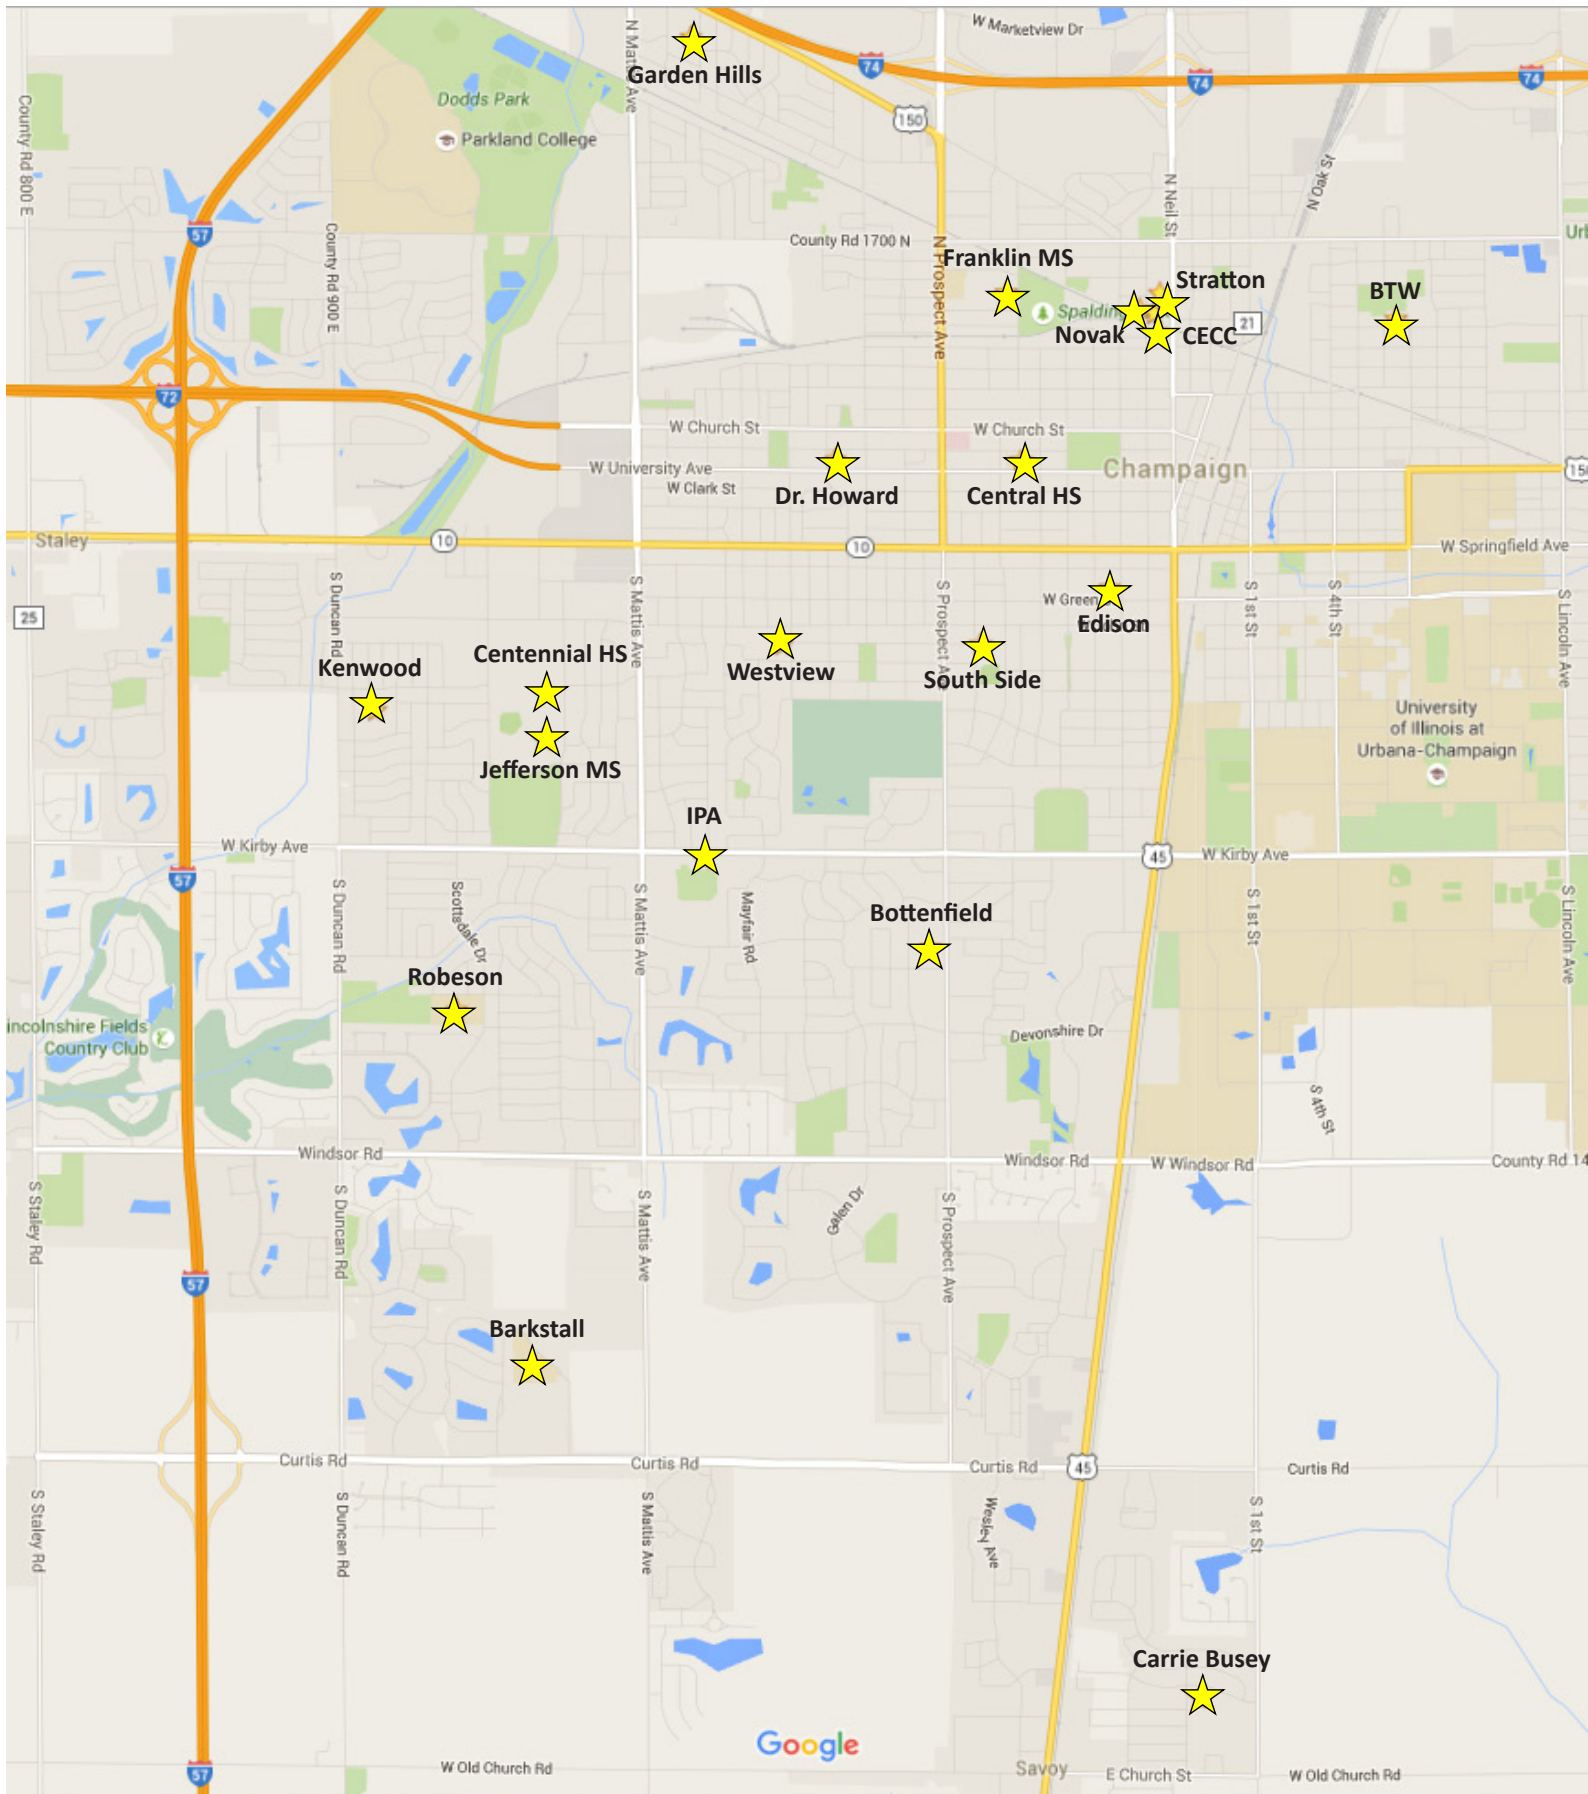 W Marketview Dr
N Mattis Ave
Garden Hills
74
74
74
Dodds Park
County Rd 800 E
150
Parkland College
N Oak St
N Neil St
57
County Rd 900 E
County Rd 1700 N
N Prospect Ave
Franklin MS
Stratton
BTW
Spaldin
Novak
CECC
21
72
W Church St
W Church St
W University Ave
W Clark St
Champaign
150
Dr. Howard
Central HS
Staley
10
10
W Springfield Ave
25
S Duncan Rd
S Mattis Ave
S Prospect Ave
W Green
Edison
S 1st St
S 4th St
S Lincoln Ave
Kenwood
Centennial HS
Westview
South Side
University
of Illinois at
Urbana-Champaign
Jefferson MS
IPA
W Kirby Ave
45
W Kirby Ave
57
S Duncan Rd
Scottsdale Dr
S Mattis Ave
Mayfair Rd
Bottenfield
S 1st St
S Lincoln Ave
Robeson
incolnshire Fields
Country Club
Devonshire Dr
S 4th St
Windsor Rd
Windsor Rd
W Windsor Rd
County Rd 14
S Staley Rd
S Duncan Rd
S Mattis Ave
Galen Dr
S Prospect Ave
57
Barkstall
Curtis Rd
Curtis Rd
Curtis Rd
45
Curtis Rd
S Staley Rd
S Duncan Rd
S Mattis Ave
Wesley Ave
S 1st St
Carrie Busey
Google
57
W Old Church Rd
Savoy
E Church St
W Old Church Rd